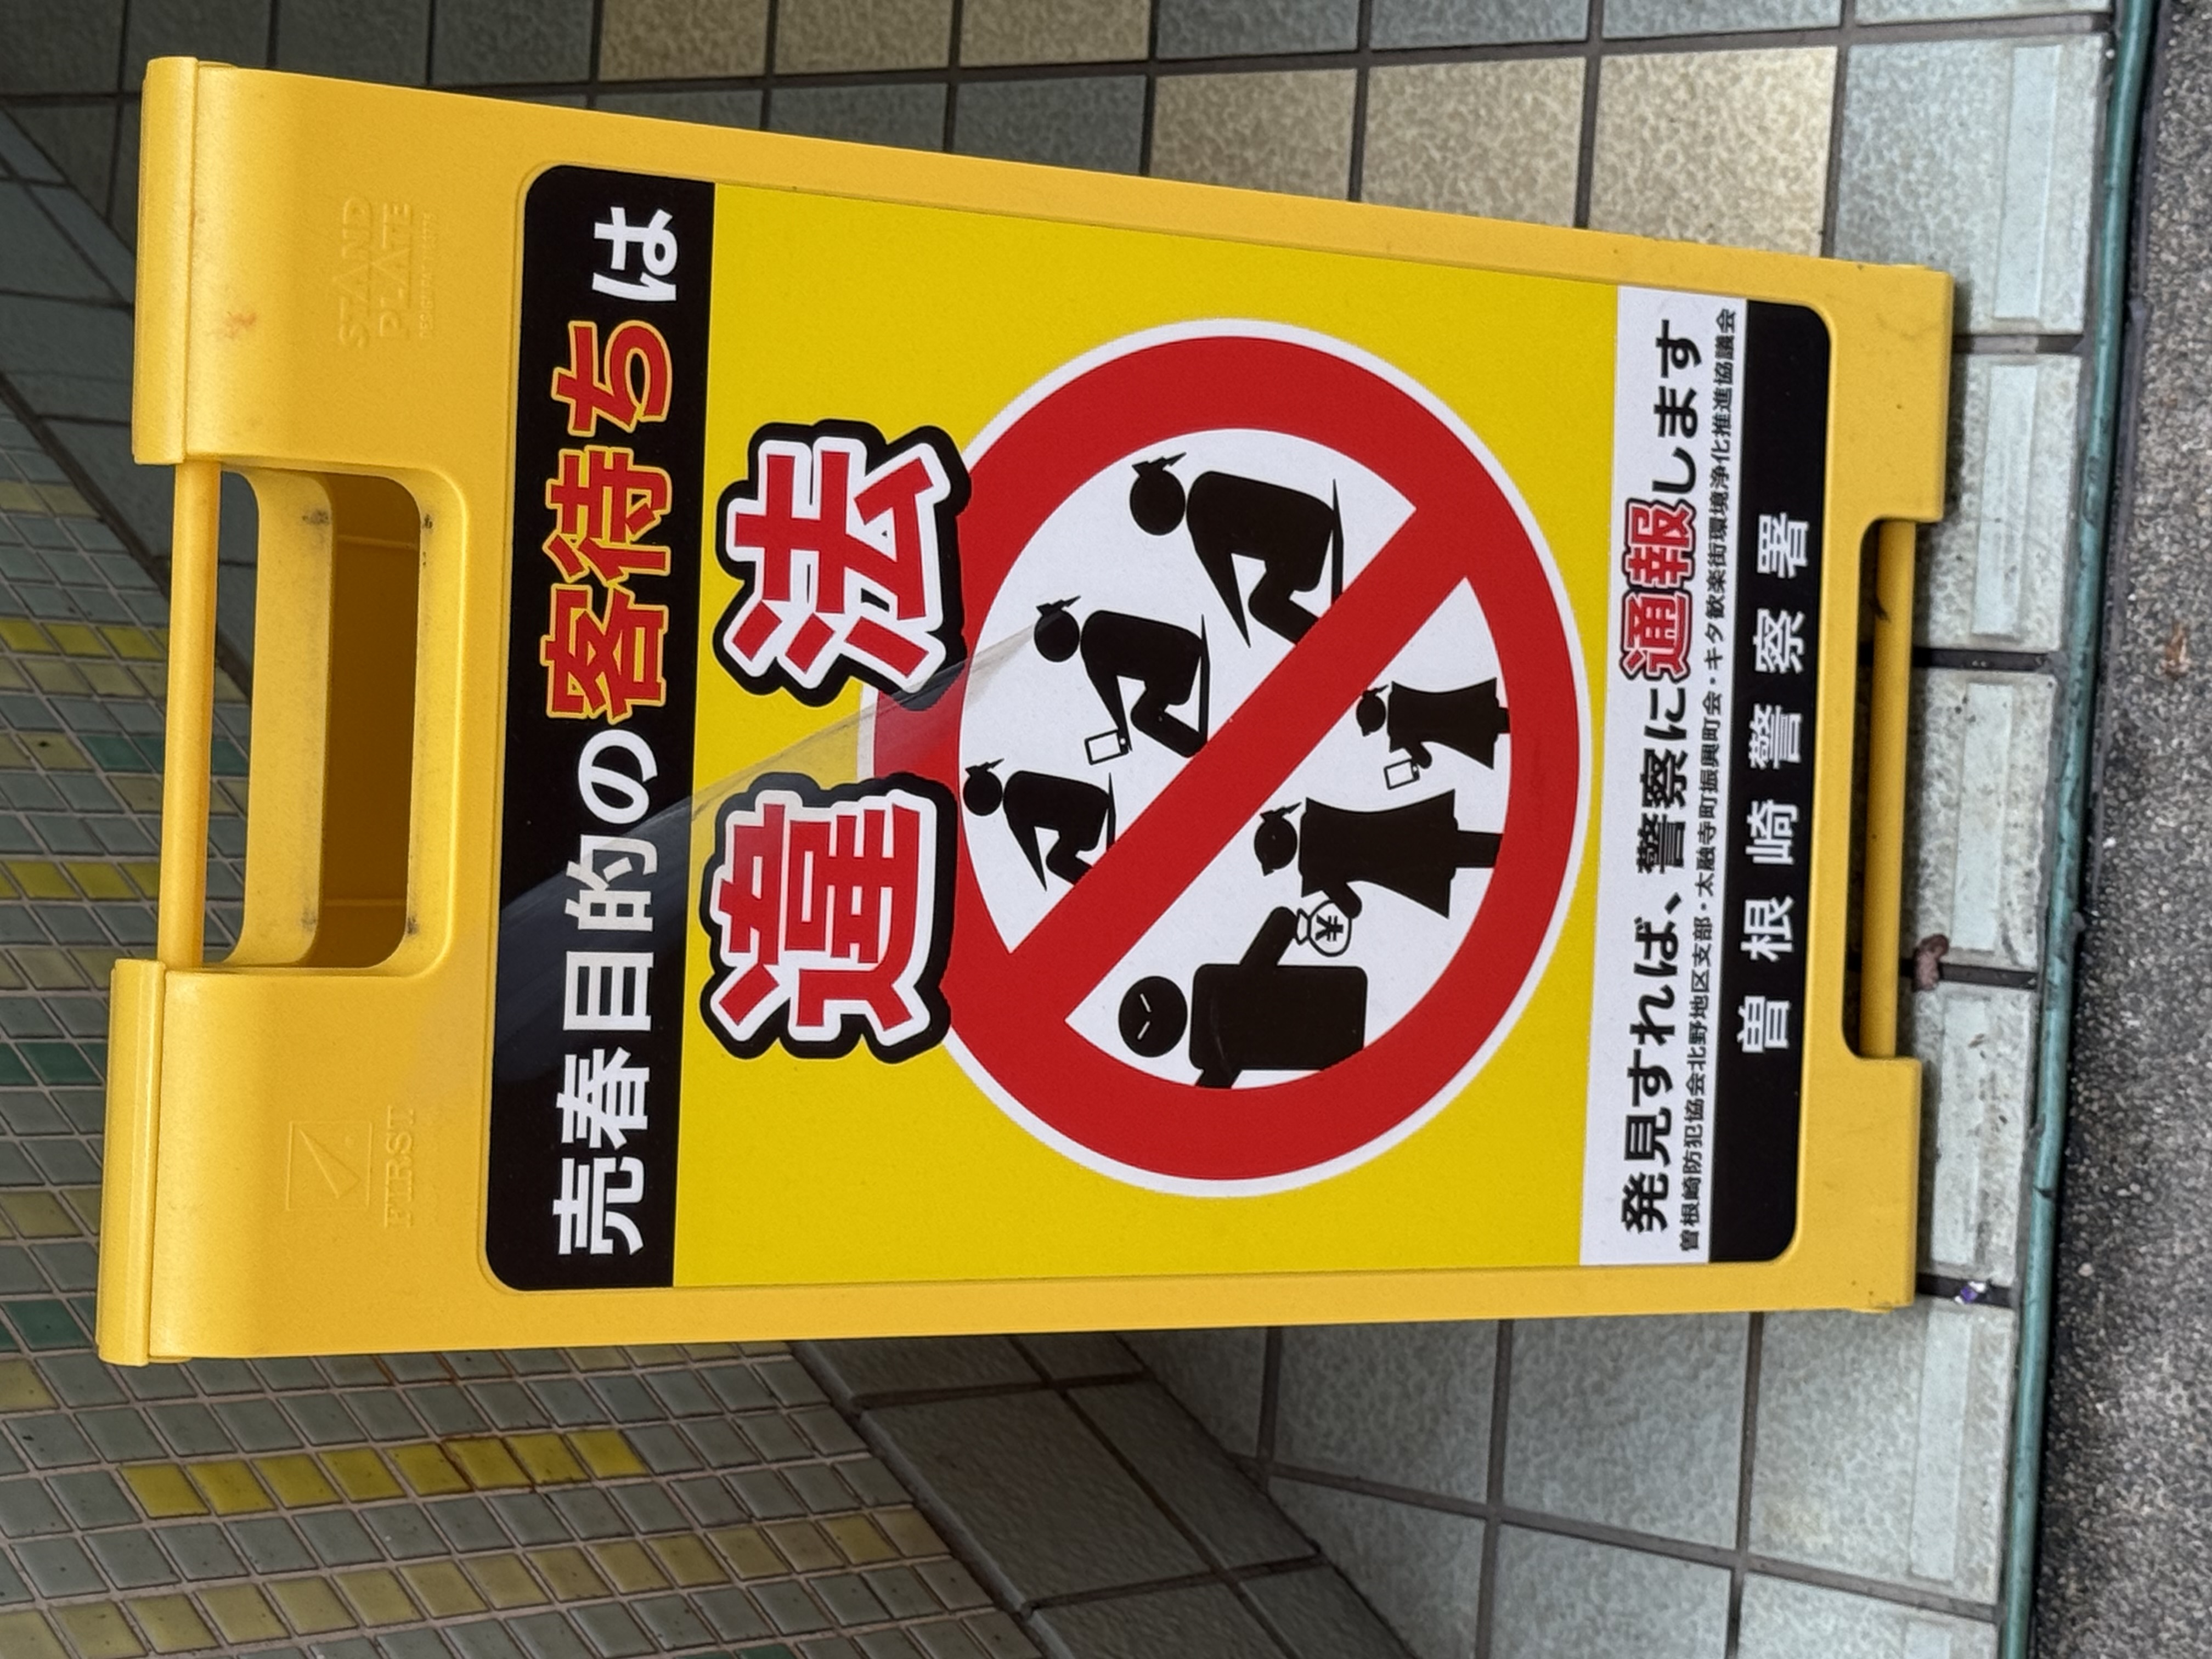 FIRST
STAND
PLATE
売春目的の客待ちは
違法
発見すれば、警察に通報します
曽根崎防犯協会北野地区支部・太融寺町振興町会・キタ歓楽街環境浄化推進協議会
曽根崎警察署